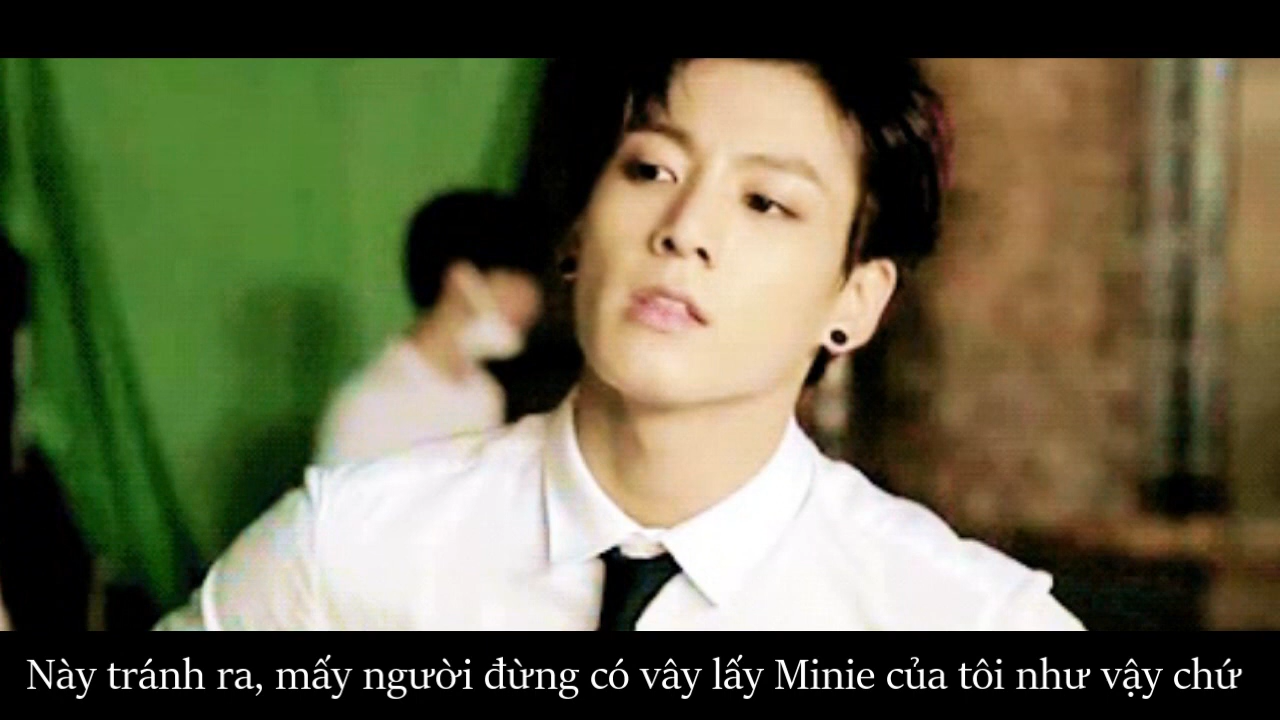 Này tránh ra, mấy người đừng có vây lấy Minie của tôi như vậy chứ